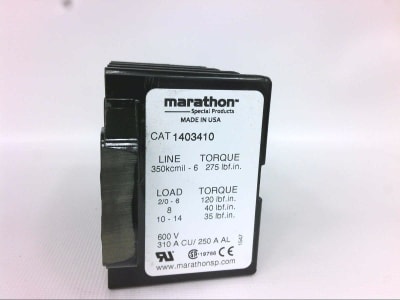 marathon™
Special Products
MADE IN USA
CAT 1403410
LINE TORQUE
350kcmil - 6 275 lbf.in.
LOAD TORQUE
2/0 - 6 120 lbf.in.
8 40 lbf.in.
10 - 14 35 lbf.in.
600 V
310 A CU/ 250 A AL
www.marathonsp.com